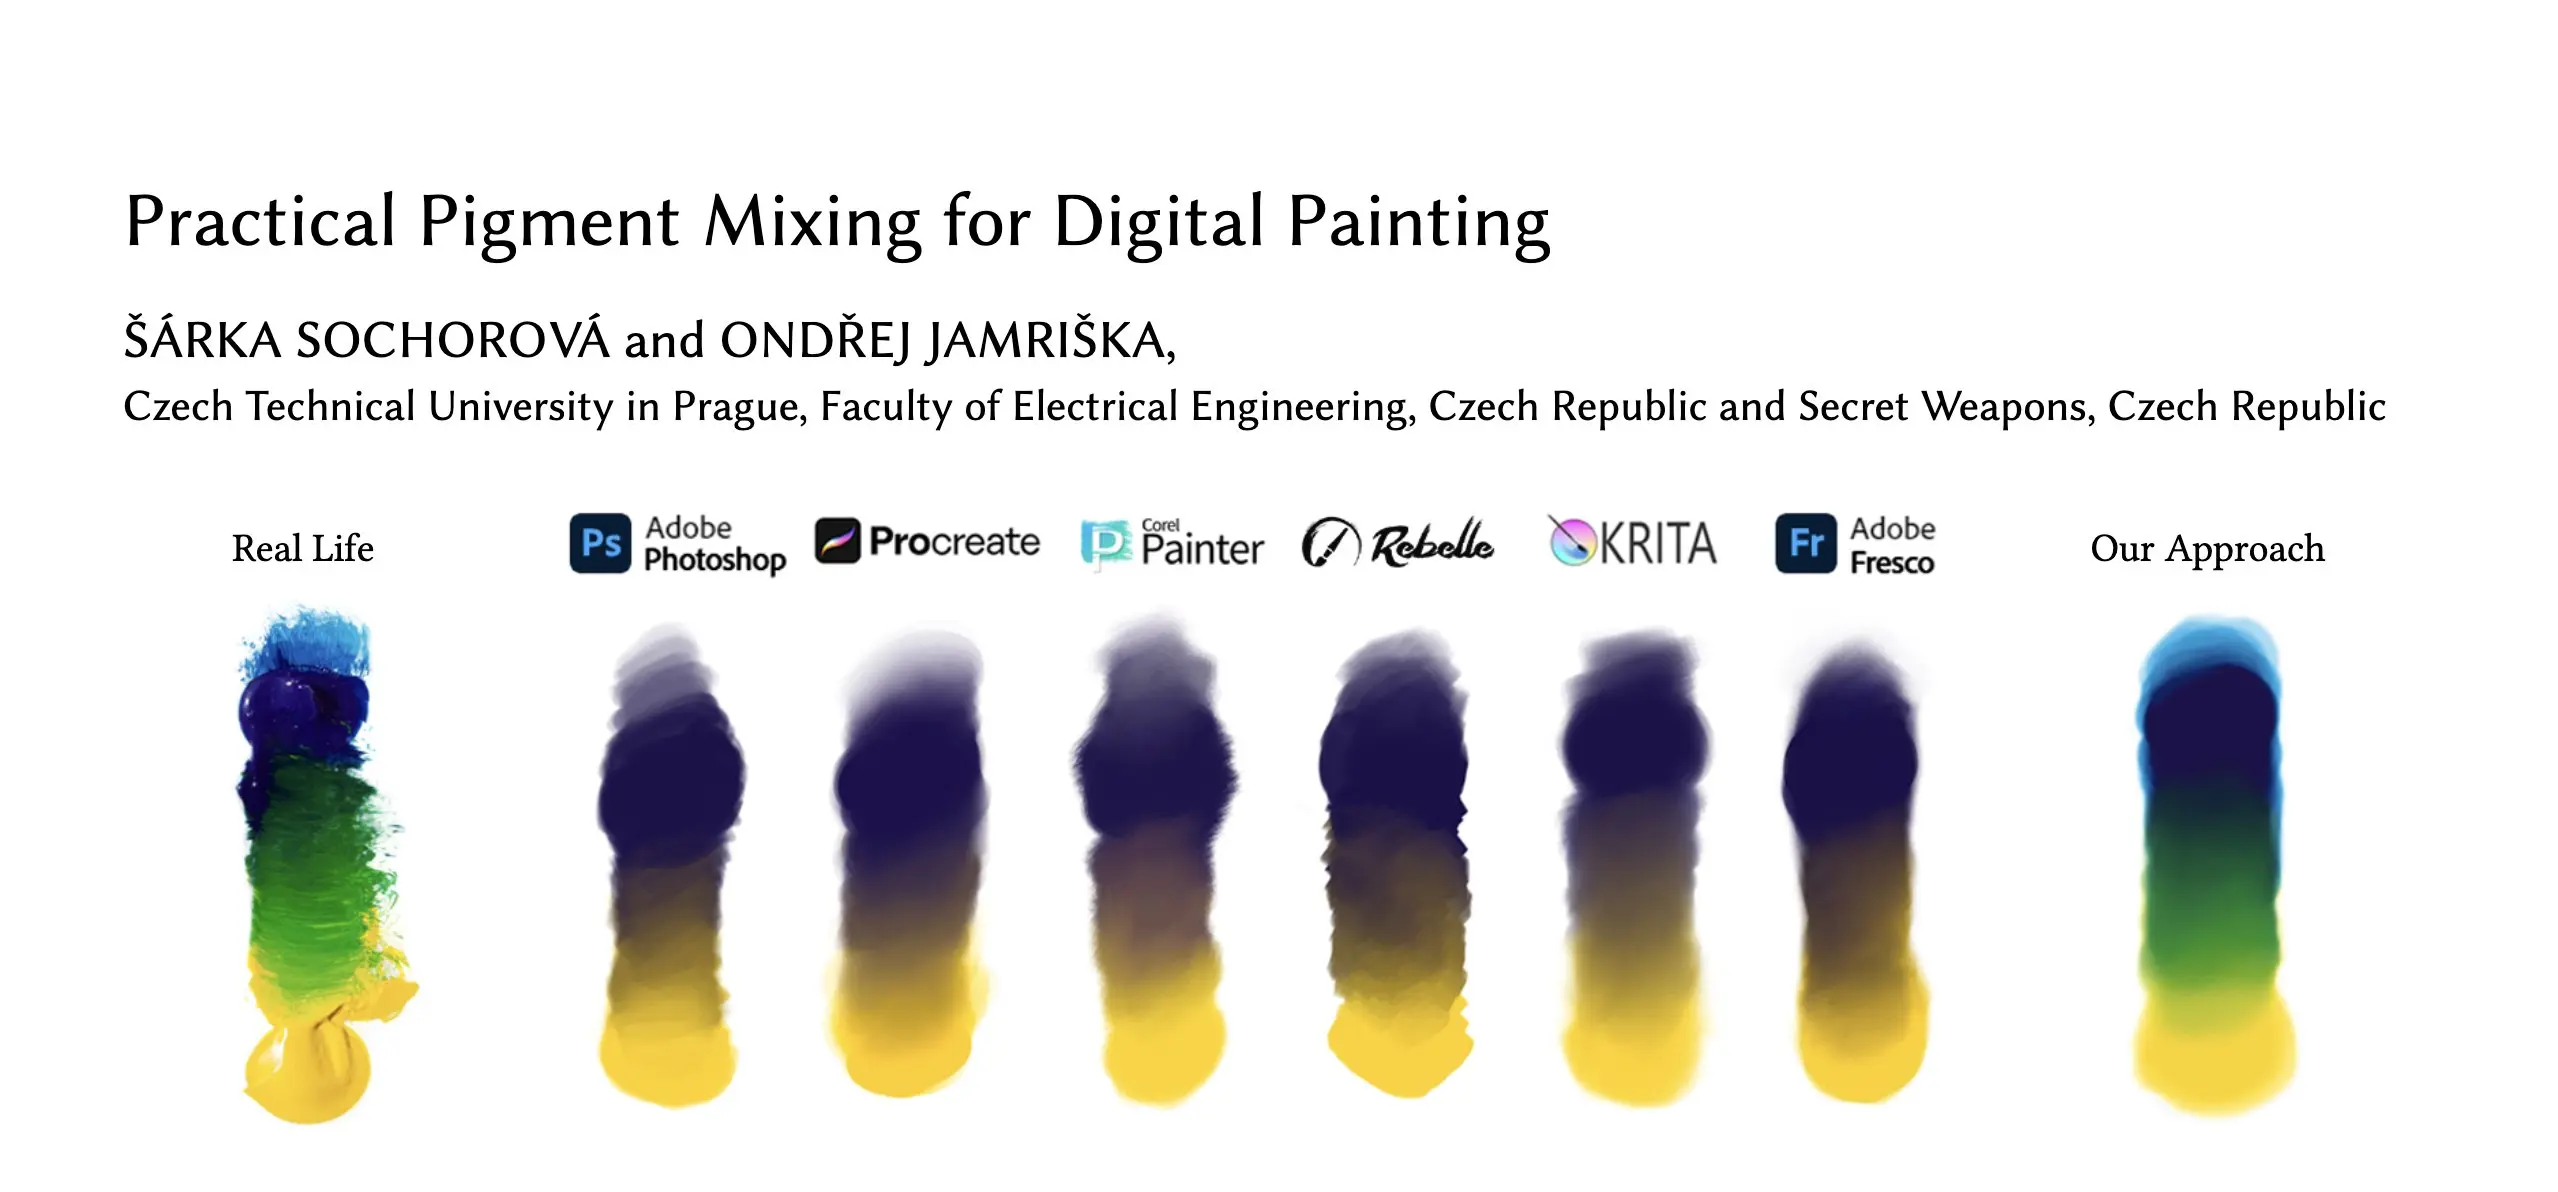 Practical Pigment Mixing for Digital Painting
ŠÁRKA SOCHOROVÁ and ONDŘEJ JAMRIŠKA,
Czech Technical University in Prague, Faculty of Electrical Engineering, Czech Republic and Secret Weapons, Czech Republic
Real Life
Ps
Adobe
Photoshop
Procreate
P
Corel
Painter
Rebelle
KRITA
Fr
Adobe
Fresco
Our Approach